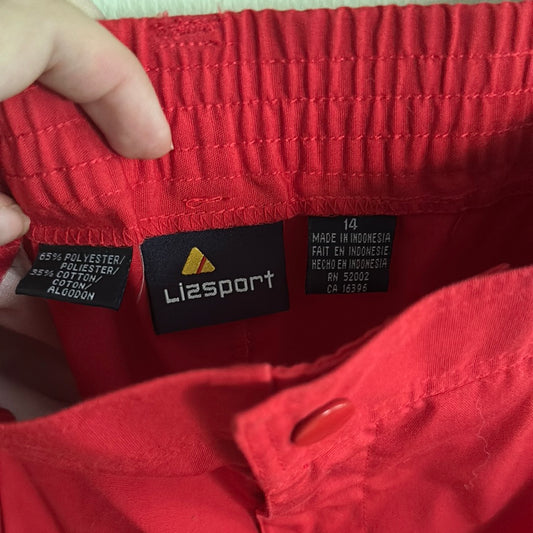 65% POLYESTER/
POLIESTER/
35% COTTON/
COTON/
ALGODON
Lizsport
14
MADE IN INDONESIA
FAIT EN INDONESIE
HECHO EN INDONESIA
RN 52002
CA 16396